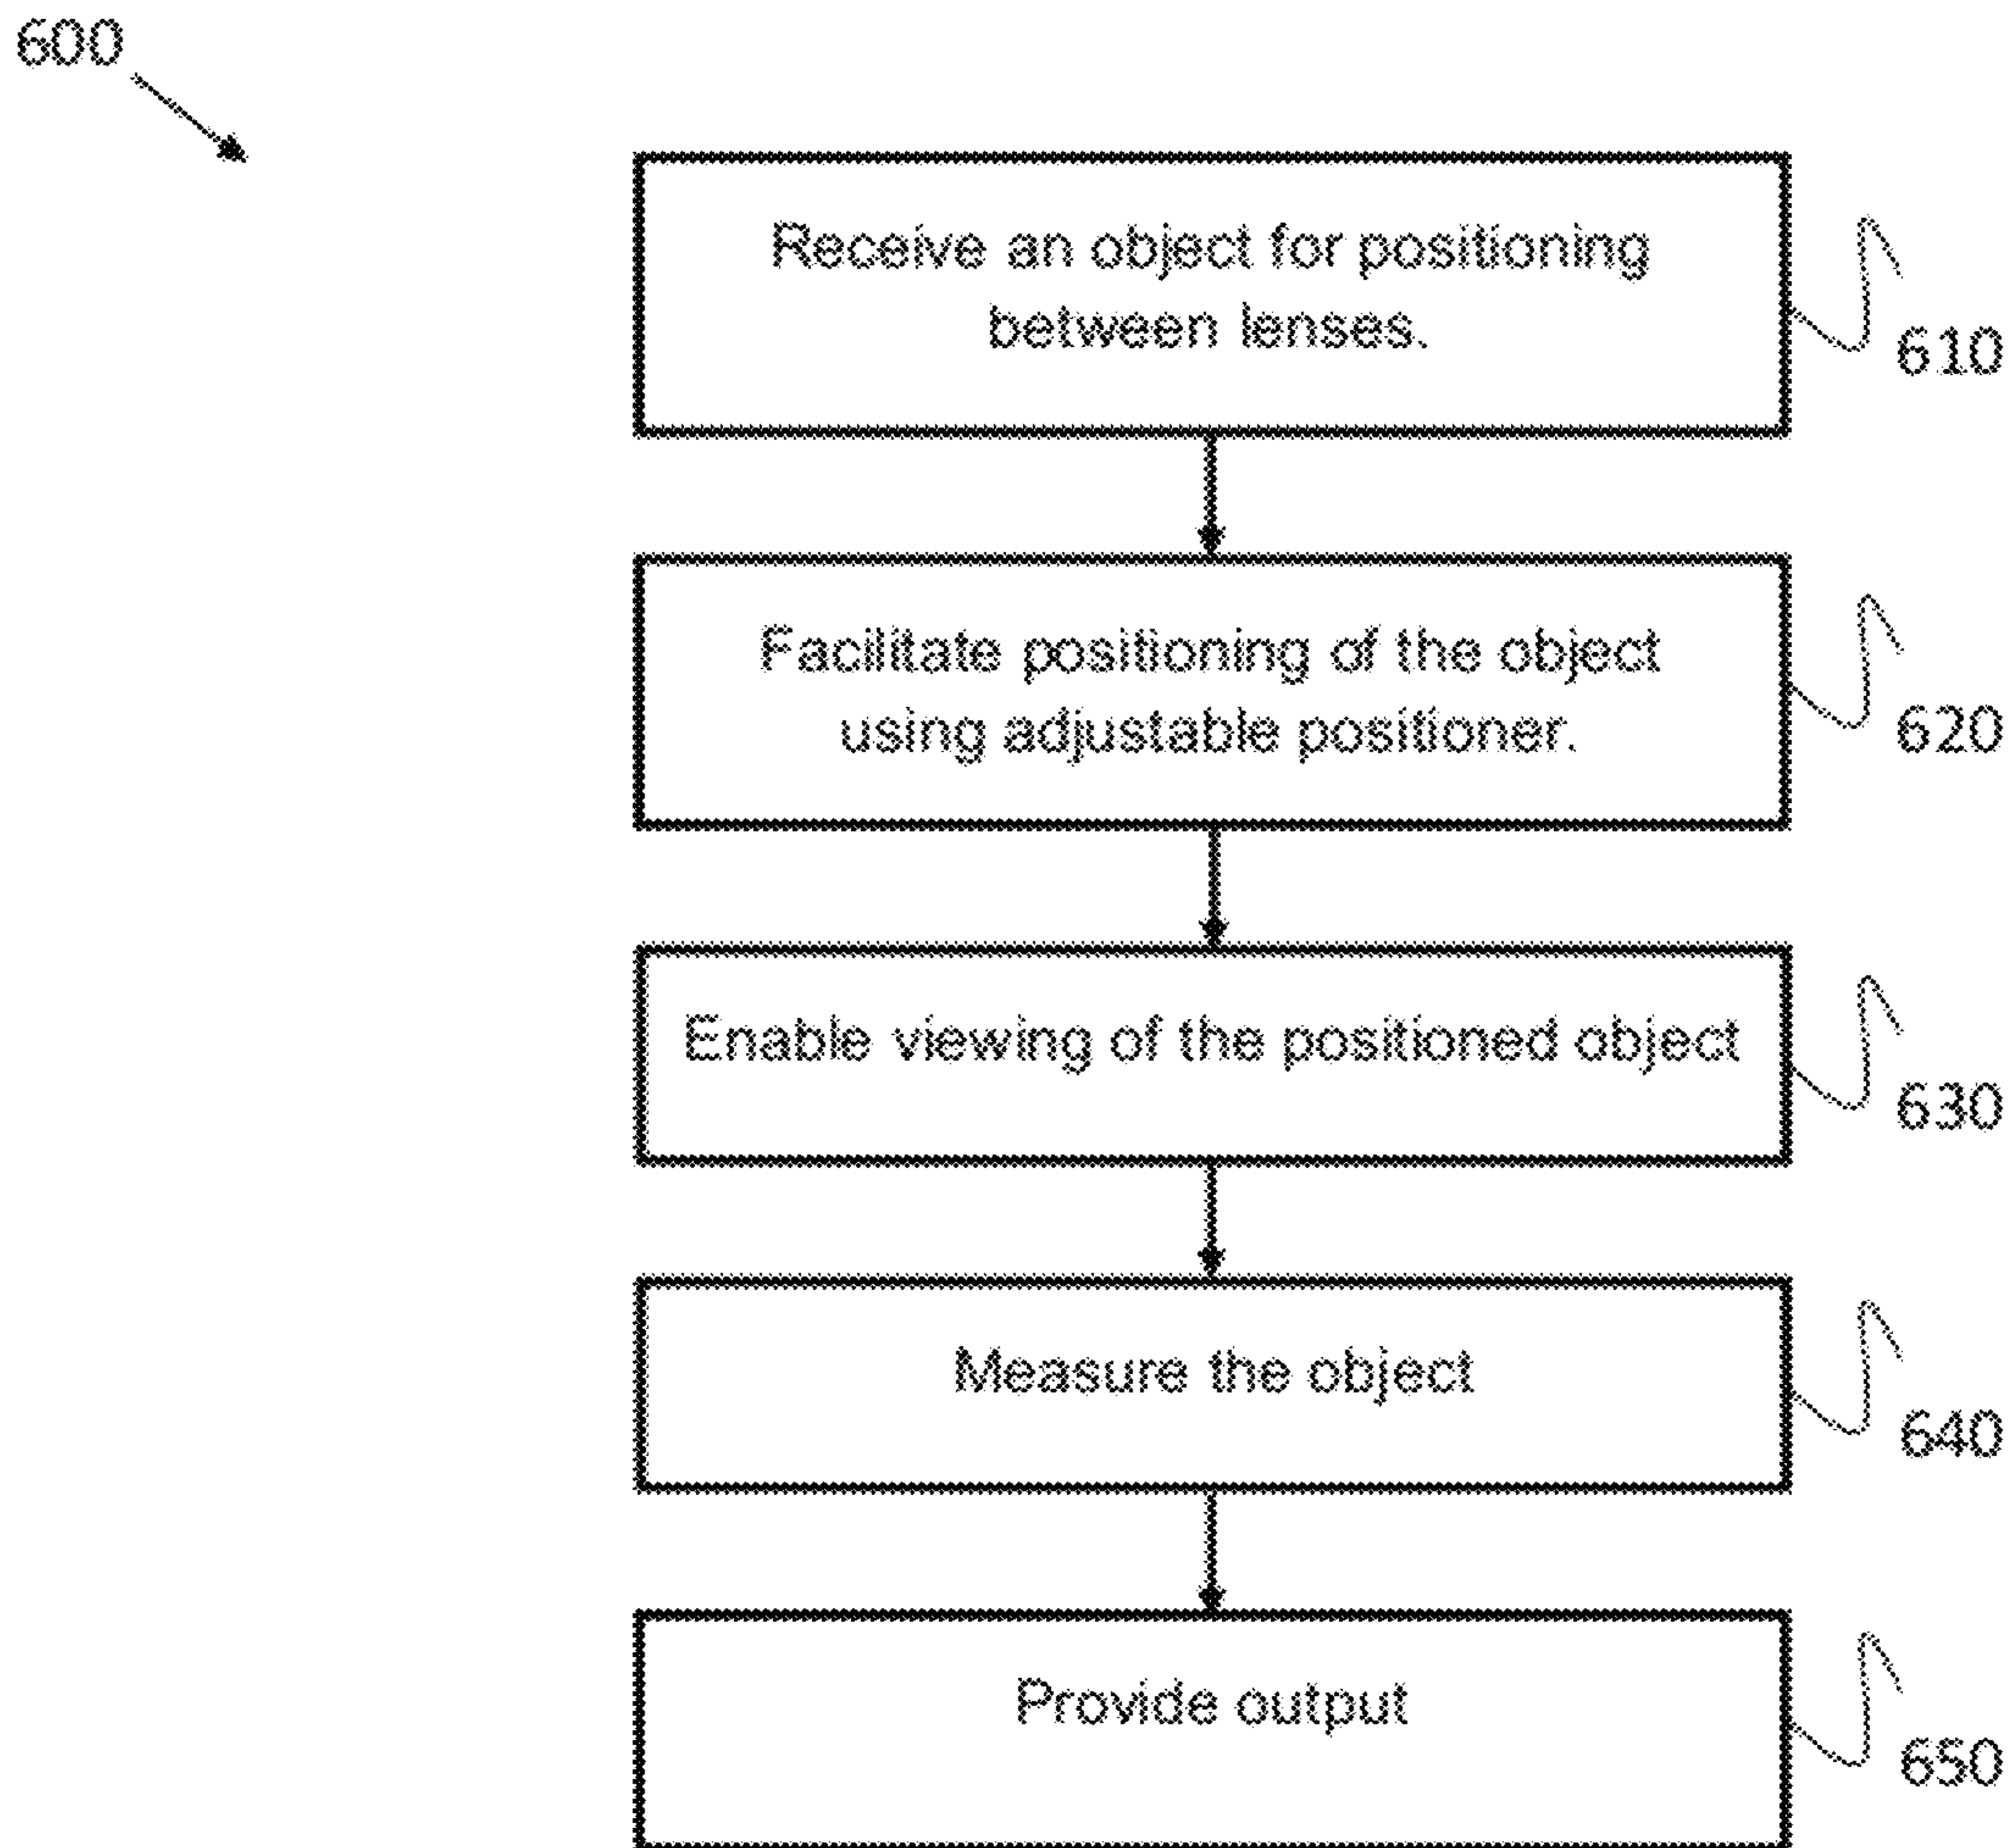 600
Receive an object for positioning
between lenses.
610
Facilitate positioning of the object
using adjustable positioner.
620
Enable viewing of the positioned object
630
Measure the object
640
Provide output
650